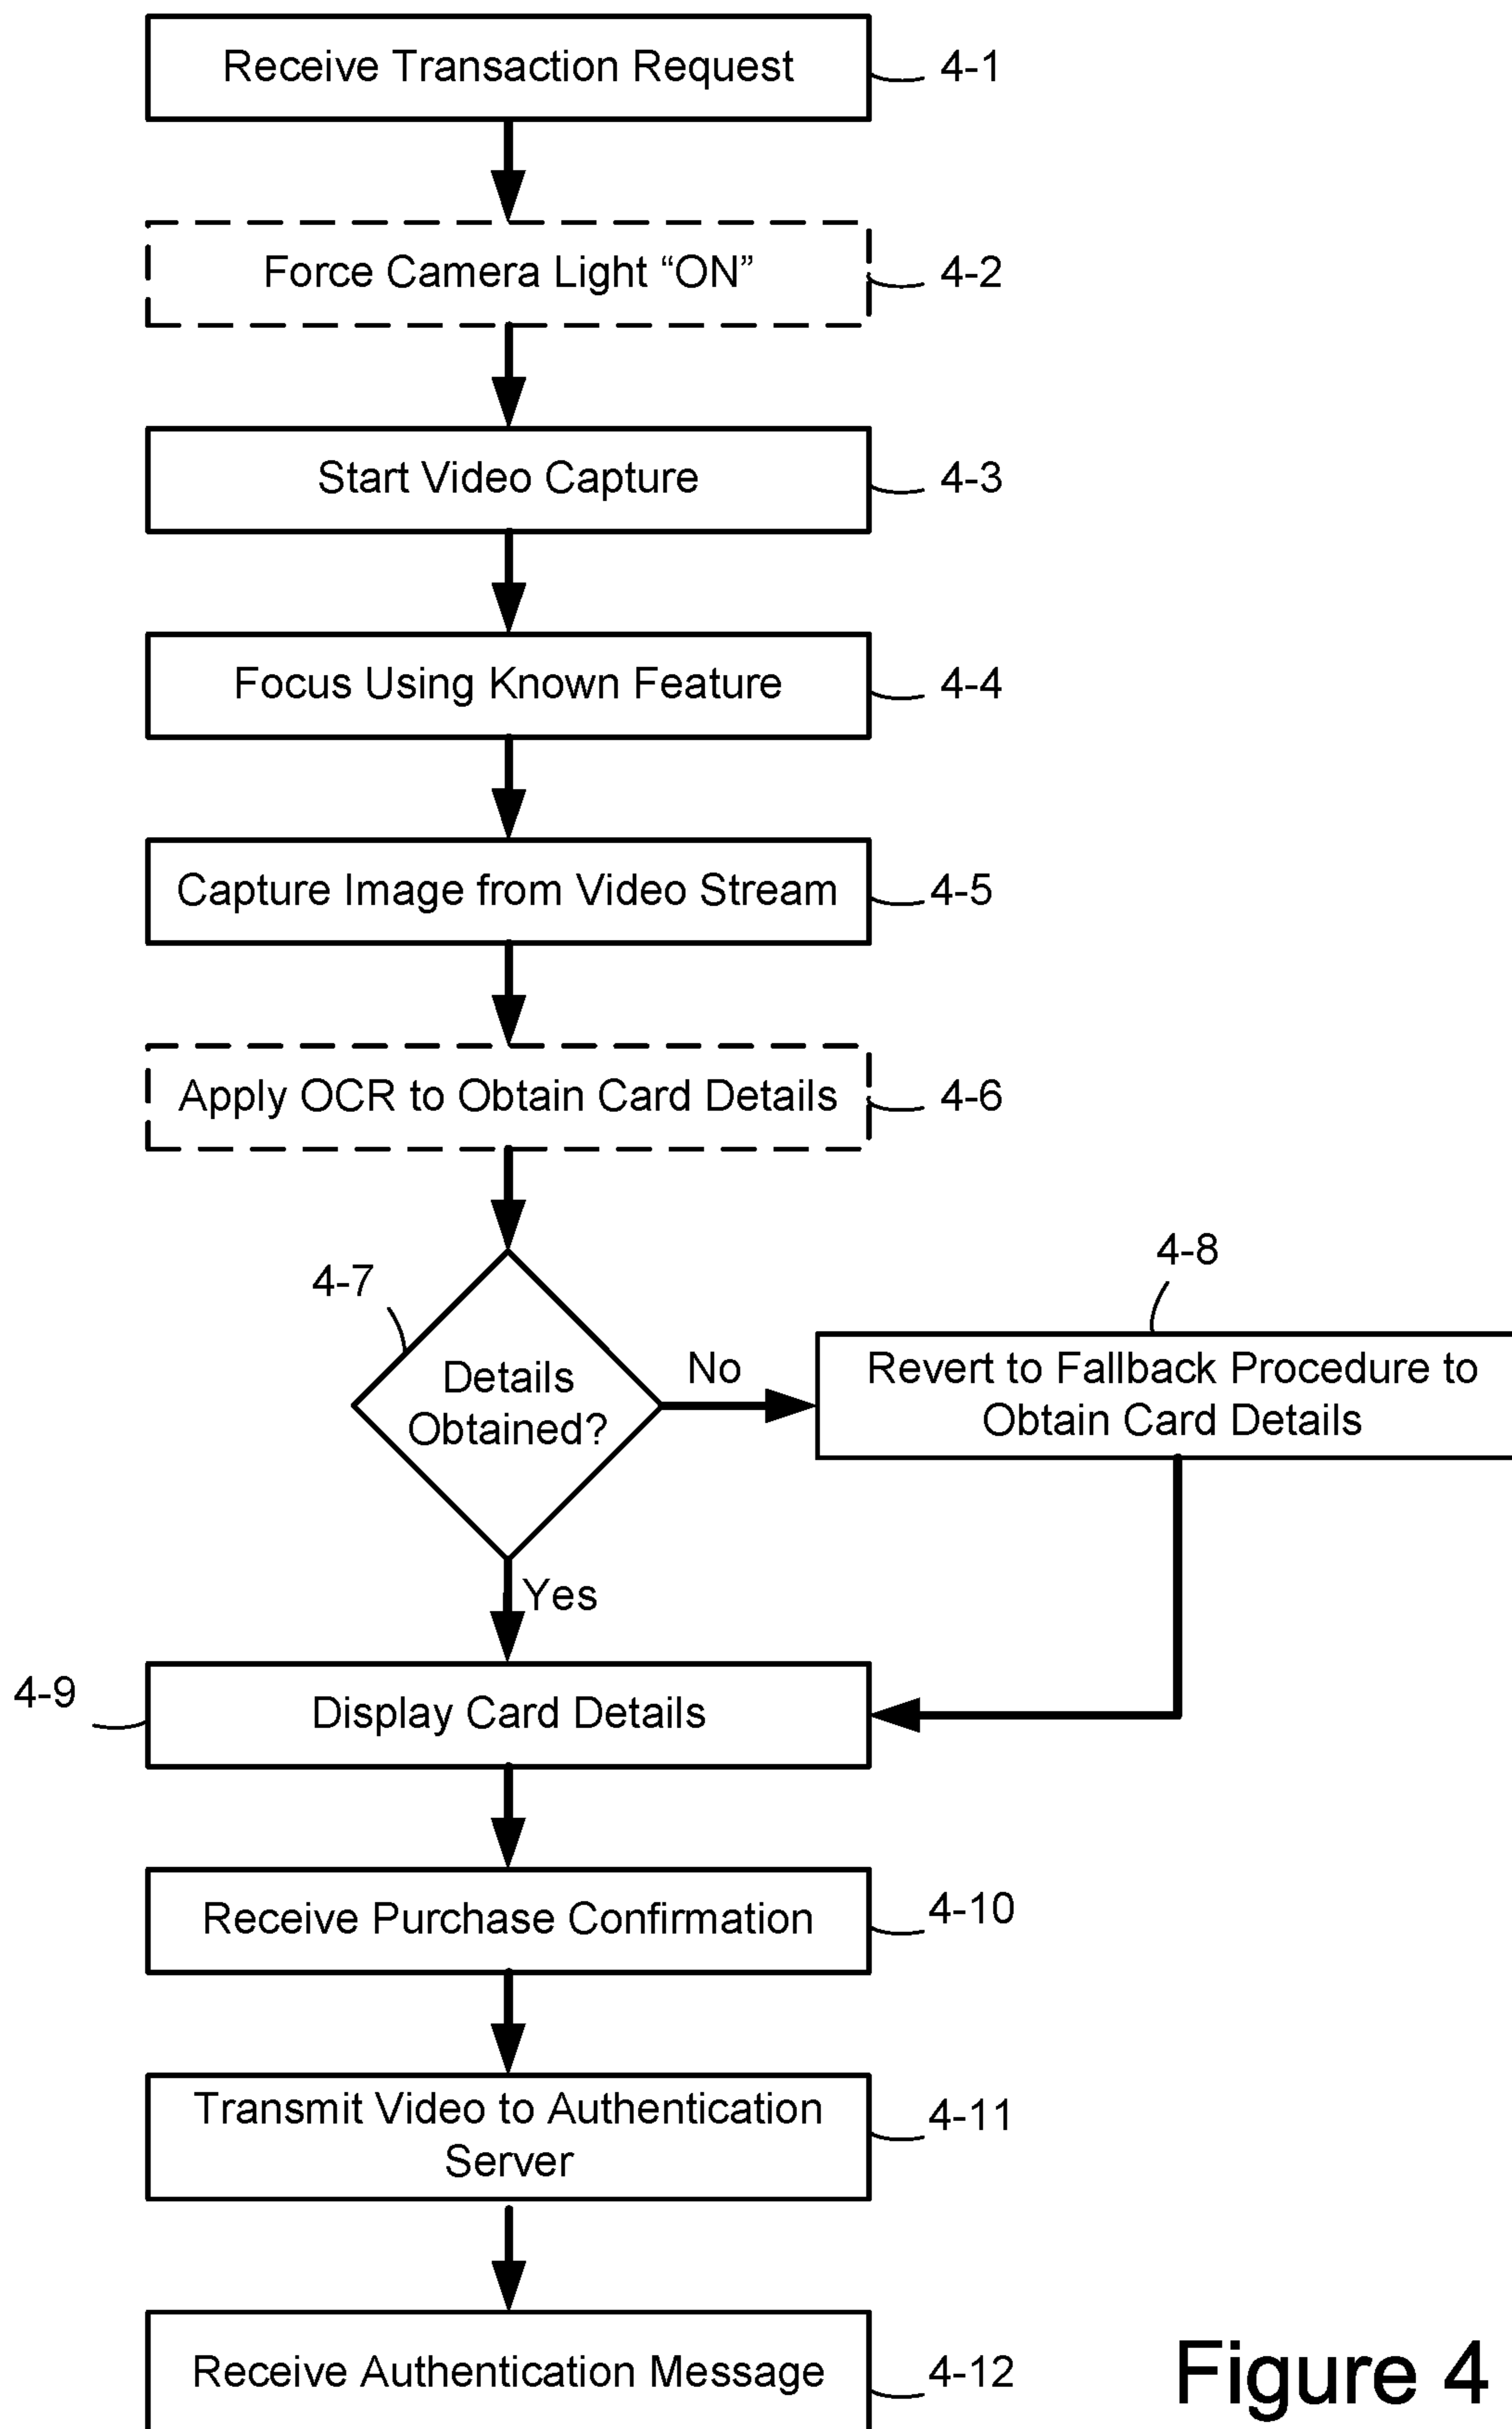 Receive Transaction Request
4-1
Force Camera Light “ON”
4-2
Start Video Capture
4-3
Focus Using Known Feature
4-4
Capture Image from Video Stream
4-5
Apply OCR to Obtain Card Details
4-6
4-7
Details
Obtained?
No
4-8
Revert to Fallback Procedure to
Obtain Card Details
Yes
4-9
Display Card Details
Receive Purchase Confirmation
4-10
Transmit Video to Authentication
Server
4-11
Receive Authentication Message
4-12
Figure 4